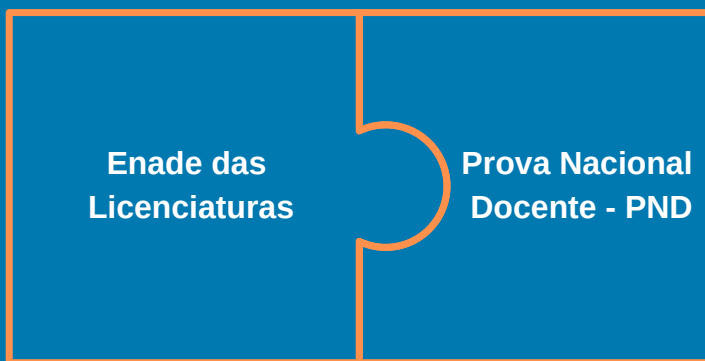 Enade das
Licenciaturas
Prova Nacional
Docente - PND